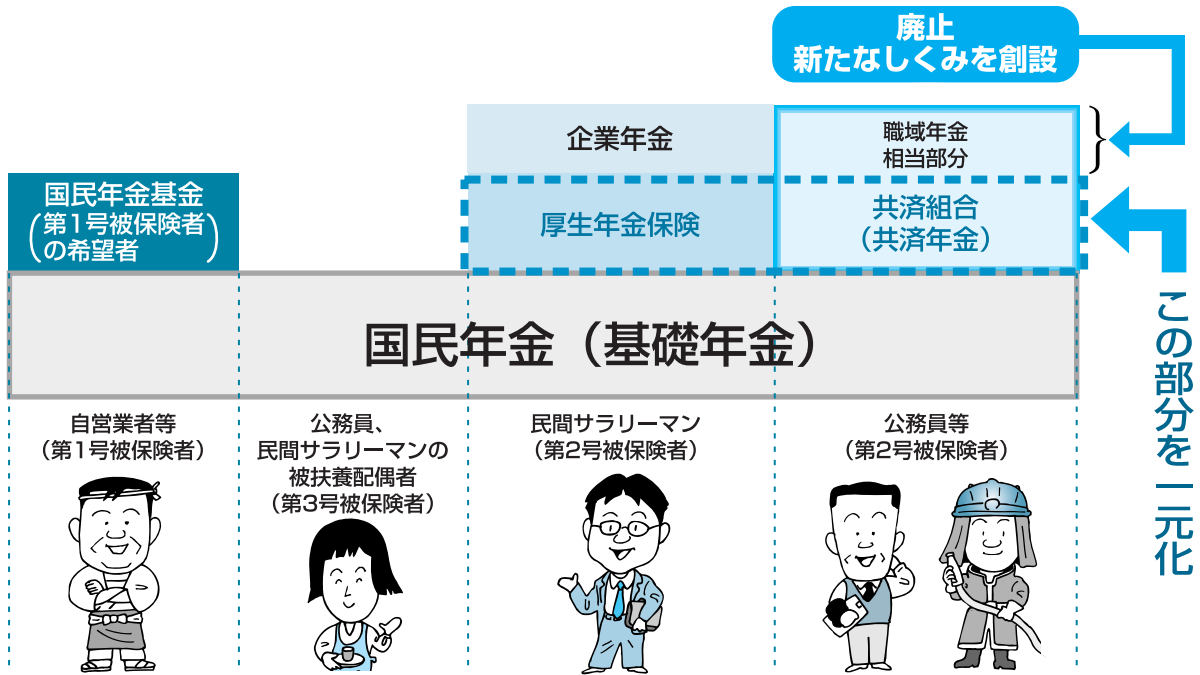 廃止
新たなしくみを創設
企業年金
職域年金
相当部分
国民年金基金
(第1号被保険者
の希望者)
厚生年金保険
共済組合
(共済年金)
この部分を一元化
国民年金(基礎年金)
自営業者等
(第1号被保険者)
公務員、
民間サラリーマンの
被扶養配偶者
(第3号被保険者)
民間サラリーマン
(第2号被保険者)
公務員等
(第2号被保険者)